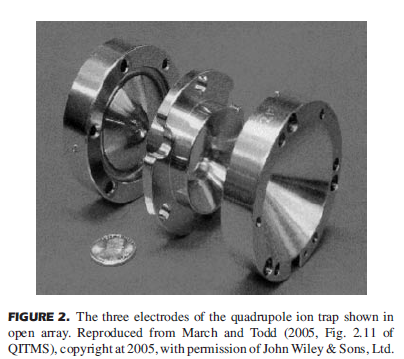 FIGURE 2. The three electrodes of the quadrupole ion trap shown in
open array. Reproduced from March and Todd (2005, Fig. 2.11 of
QITMS), copyright at 2005, with permission of John Wiley & Sons, Ltd.